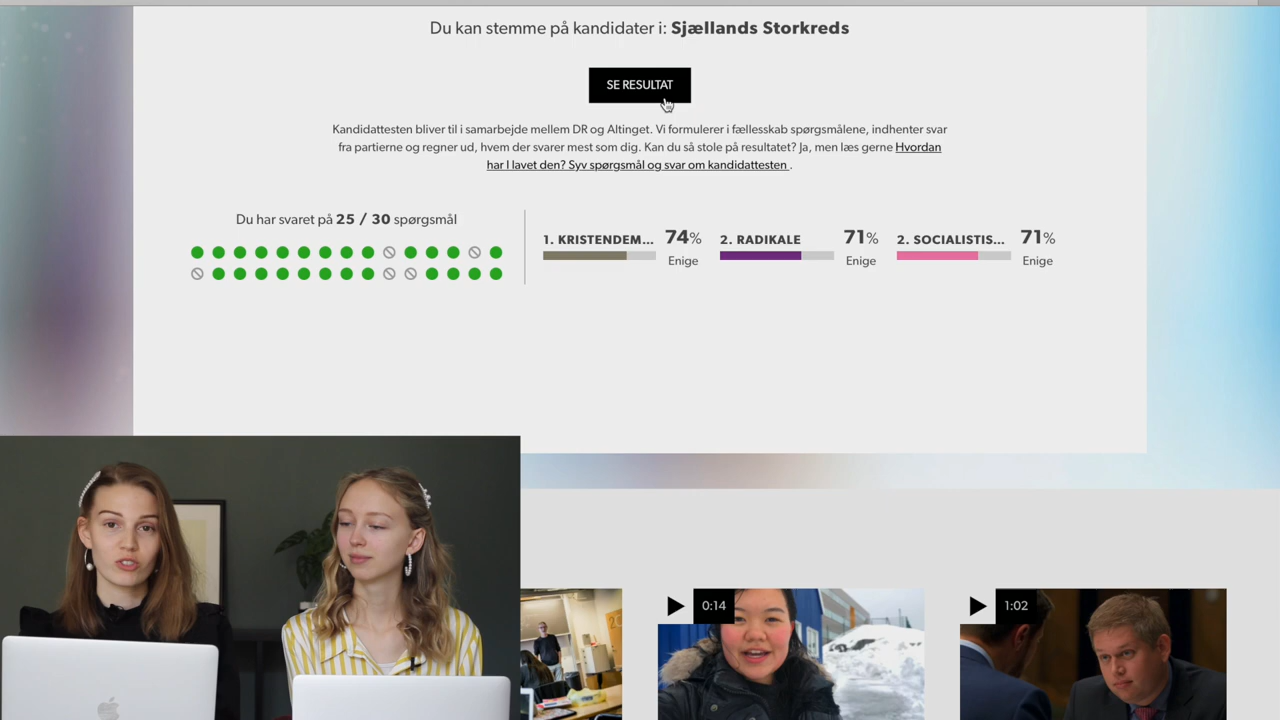 Du kan stemme på kandidater i: Sjællands Storkreds
SE RESULTAT
Kandidattesten bliver til i samarbejde mellem DR og Altinget. Vi formulerer i fællesskab spørgsmålene, indhenter svar
fra partierne og regner ud, hvem der svarer mest som dig. Kan du så stole på resultatet? Ja, men læs gerne Hvordan
har I lavet den? Syv spørgsmål og svar om kandidattesten .
Du har svaret på 25 / 30 spørgsmål
1. KRISTENDEM... 74%
Enige
2. RADIKALE 71%
Enige
2. SOCIALISTIS... 71%
Enige
0:14
1:02